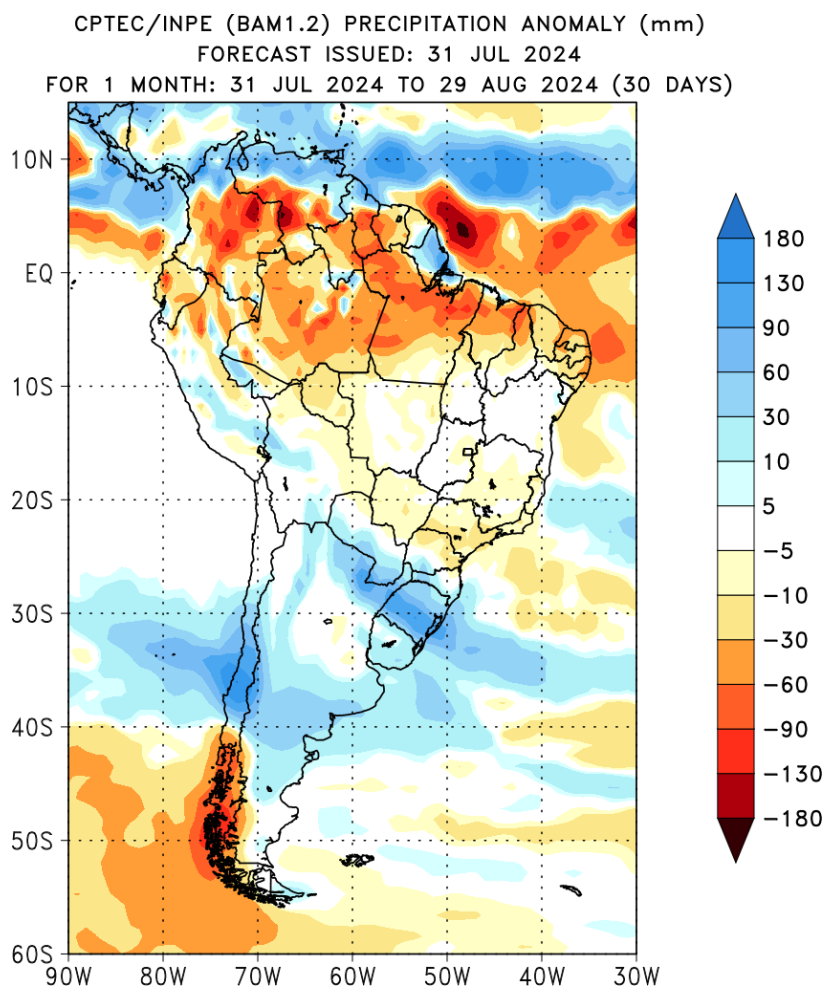 CPTEC/INPE (BAM1.2) PRECIPITATION ANOMALY (mm)
FORECAST ISSUED: 31 JUL 2024
FOR 1 MONTH: 31 JUL 2024 TO 29 AUG 2024 (30 DAYS)
10N
EQ
10S
20S
30S
40S
50S
60S
90W 80W 70W 60W 50W 40W 30W
180
130
90
60
30
10
5
−5
−10
−30
−60
−90
−130
−180